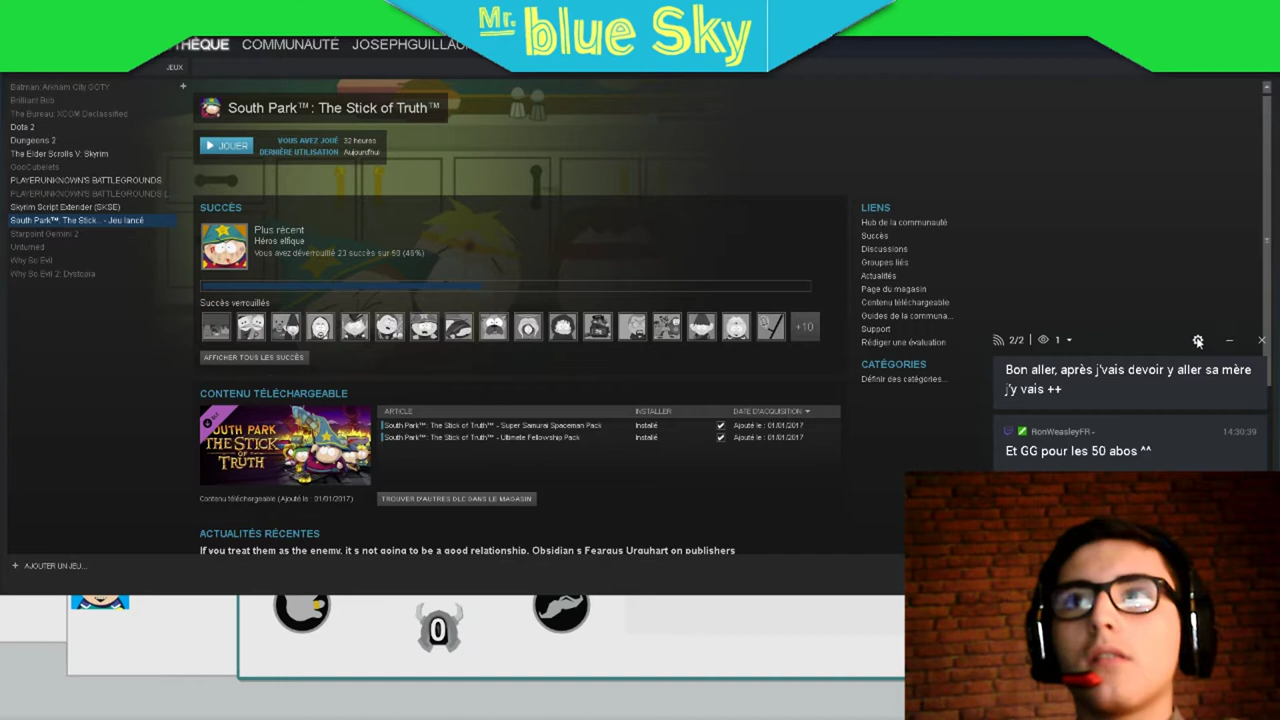 Mr. blue Sky
THÈQUE COMMUNAUTÉ JOSEPHGUILLAU
JEUX
Batman: Arkham City GOTY
Brilliant Bob
The Bureau: XCOM Declassified
Dota 2
Dungeons 2
The Elder Scrolls V: Skyrim
GooCubelets
PLAYERUNKNOWN'S BATTLEGROUNDS
PLAYERUNKNOWN'S BATTLEGROUNDS (...
Skyrim Script Extender (SKSE)
South Park™: The Stick... - Jeu lancé
Starpoint Gemini 2
Unturned
Why So Evil
Why So Evil 2: Dystopia
+ AJOUTER UN JEU...
South Park™: The Stick of Truth™
JOUER
VOUS AVEZ JOUÉ 32 heures
DERNIÈRE UTILISATION Aujourd'hui
SUCCÈS
Plus récent
Héros elfique
Vous avez déverrouillé 23 succès sur 50 (46%)
Succès verrouillés
+10
AFFICHER TOUS LES SUCCÈS
CONTENU TÉLÉCHARGEABLE
DLC
SOUTH PARK
THE STICK
OF TRUTH
ARTICLE INSTALLER DATE D'ACQUISITION
South Park™: The Stick of Truth™ - Super Samurai Spaceman Pack Installé Ajouté le : 01/01/2017
South Park™: The Stick of Truth™ - Ultimate Fellowship Pack Installé Ajouté le : 01/01/2017
Contenu téléchargeable (Ajouté le : 01/01/2017)
TROUVER D'AUTRES DLC DANS LE MAGASIN
ACTUALITÉS RÉCENTES
If you treat them as the enemy, it s not going to be a good relationship. Obsidian s Feargus Urquhart on publishers
LIENS
Hub de la communauté
Succès
Discussions
Groupes liés
Actualités
Page du magasin
Contenu téléchargeable
Guides de la communa...
Support
Rédiger une évaluation
CATÉGORIES
Définir des catégories...
2/2 1
Bon aller, après j'vais devoir y aller sa mère
j'y vais ++
RonWeasleyFR - 14:30:39
Et GG pour les 50 abos ^^
0